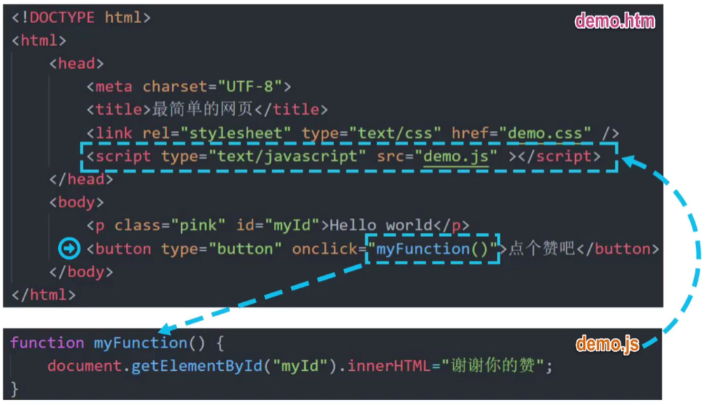 <!DOCTYPE html>
demo.htm
<html>
<head>
<meta charset="UTF-8">
<title>最简单的网页</title>
<link rel="stylesheet" type="text/css" href="demo.css" />
<script type="text/javascript" src="demo.js" ></script>
</head>
<body>
<p class="pink" id="myId">Hello world</p>
<button type="button" onclick="myFunction()">点个赞吧</button>
</body>
</html>
function myFunction() {
demo.js
document.getElementById("myId").innerHTML="谢谢你的赞";
}